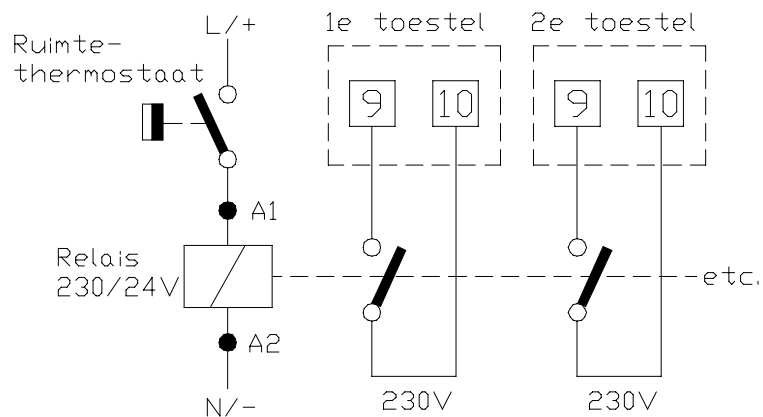 L/+
1e toestel
2e toestel
Ruimte-
thermostaat
9
10
9
10
A1
Relais
230/24V
etc.
A2
N/-
230V
230V